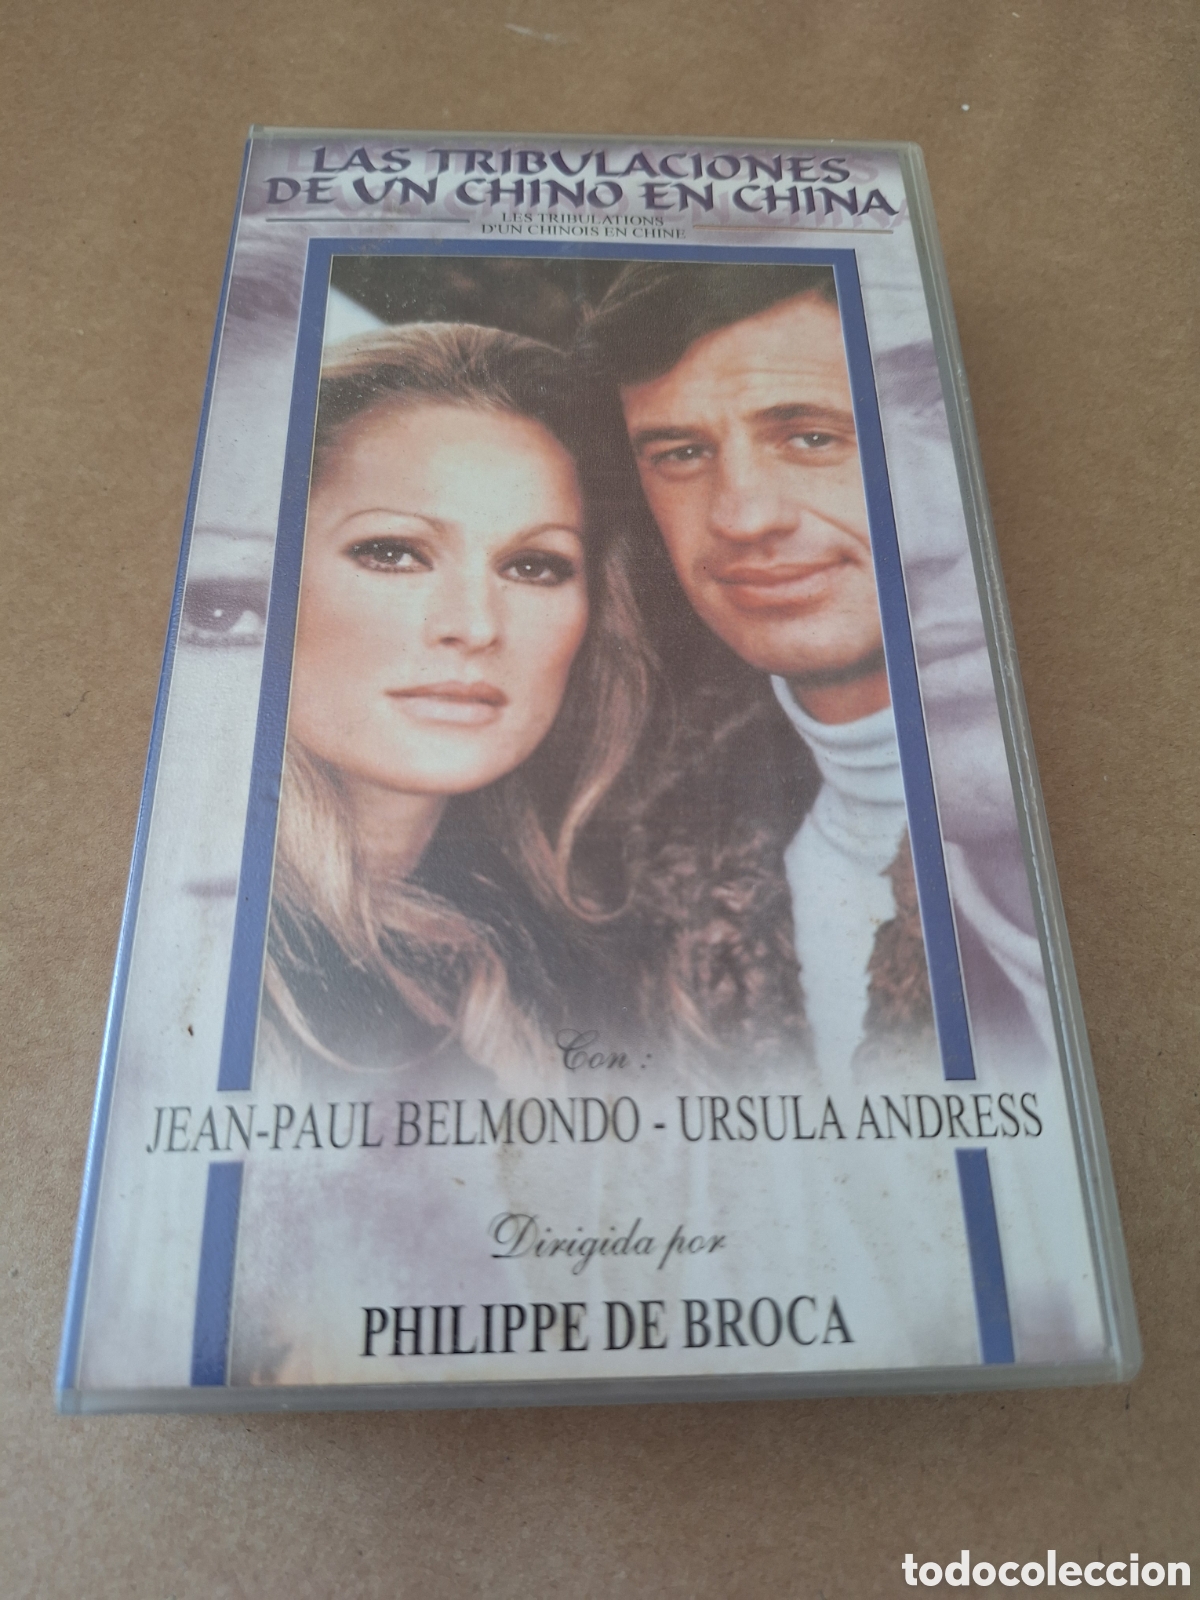 LAS TRIBULACIONES
DE UN CHINO EN CHINA
LES TRIBULATIONS
D'UN CHINOIS EN CHINE
Con :
JEAN-PAUL BELMONDO - URSULA ANDRESS
Dirigida por
PHILIPPE DE BROCA
todocoleccion